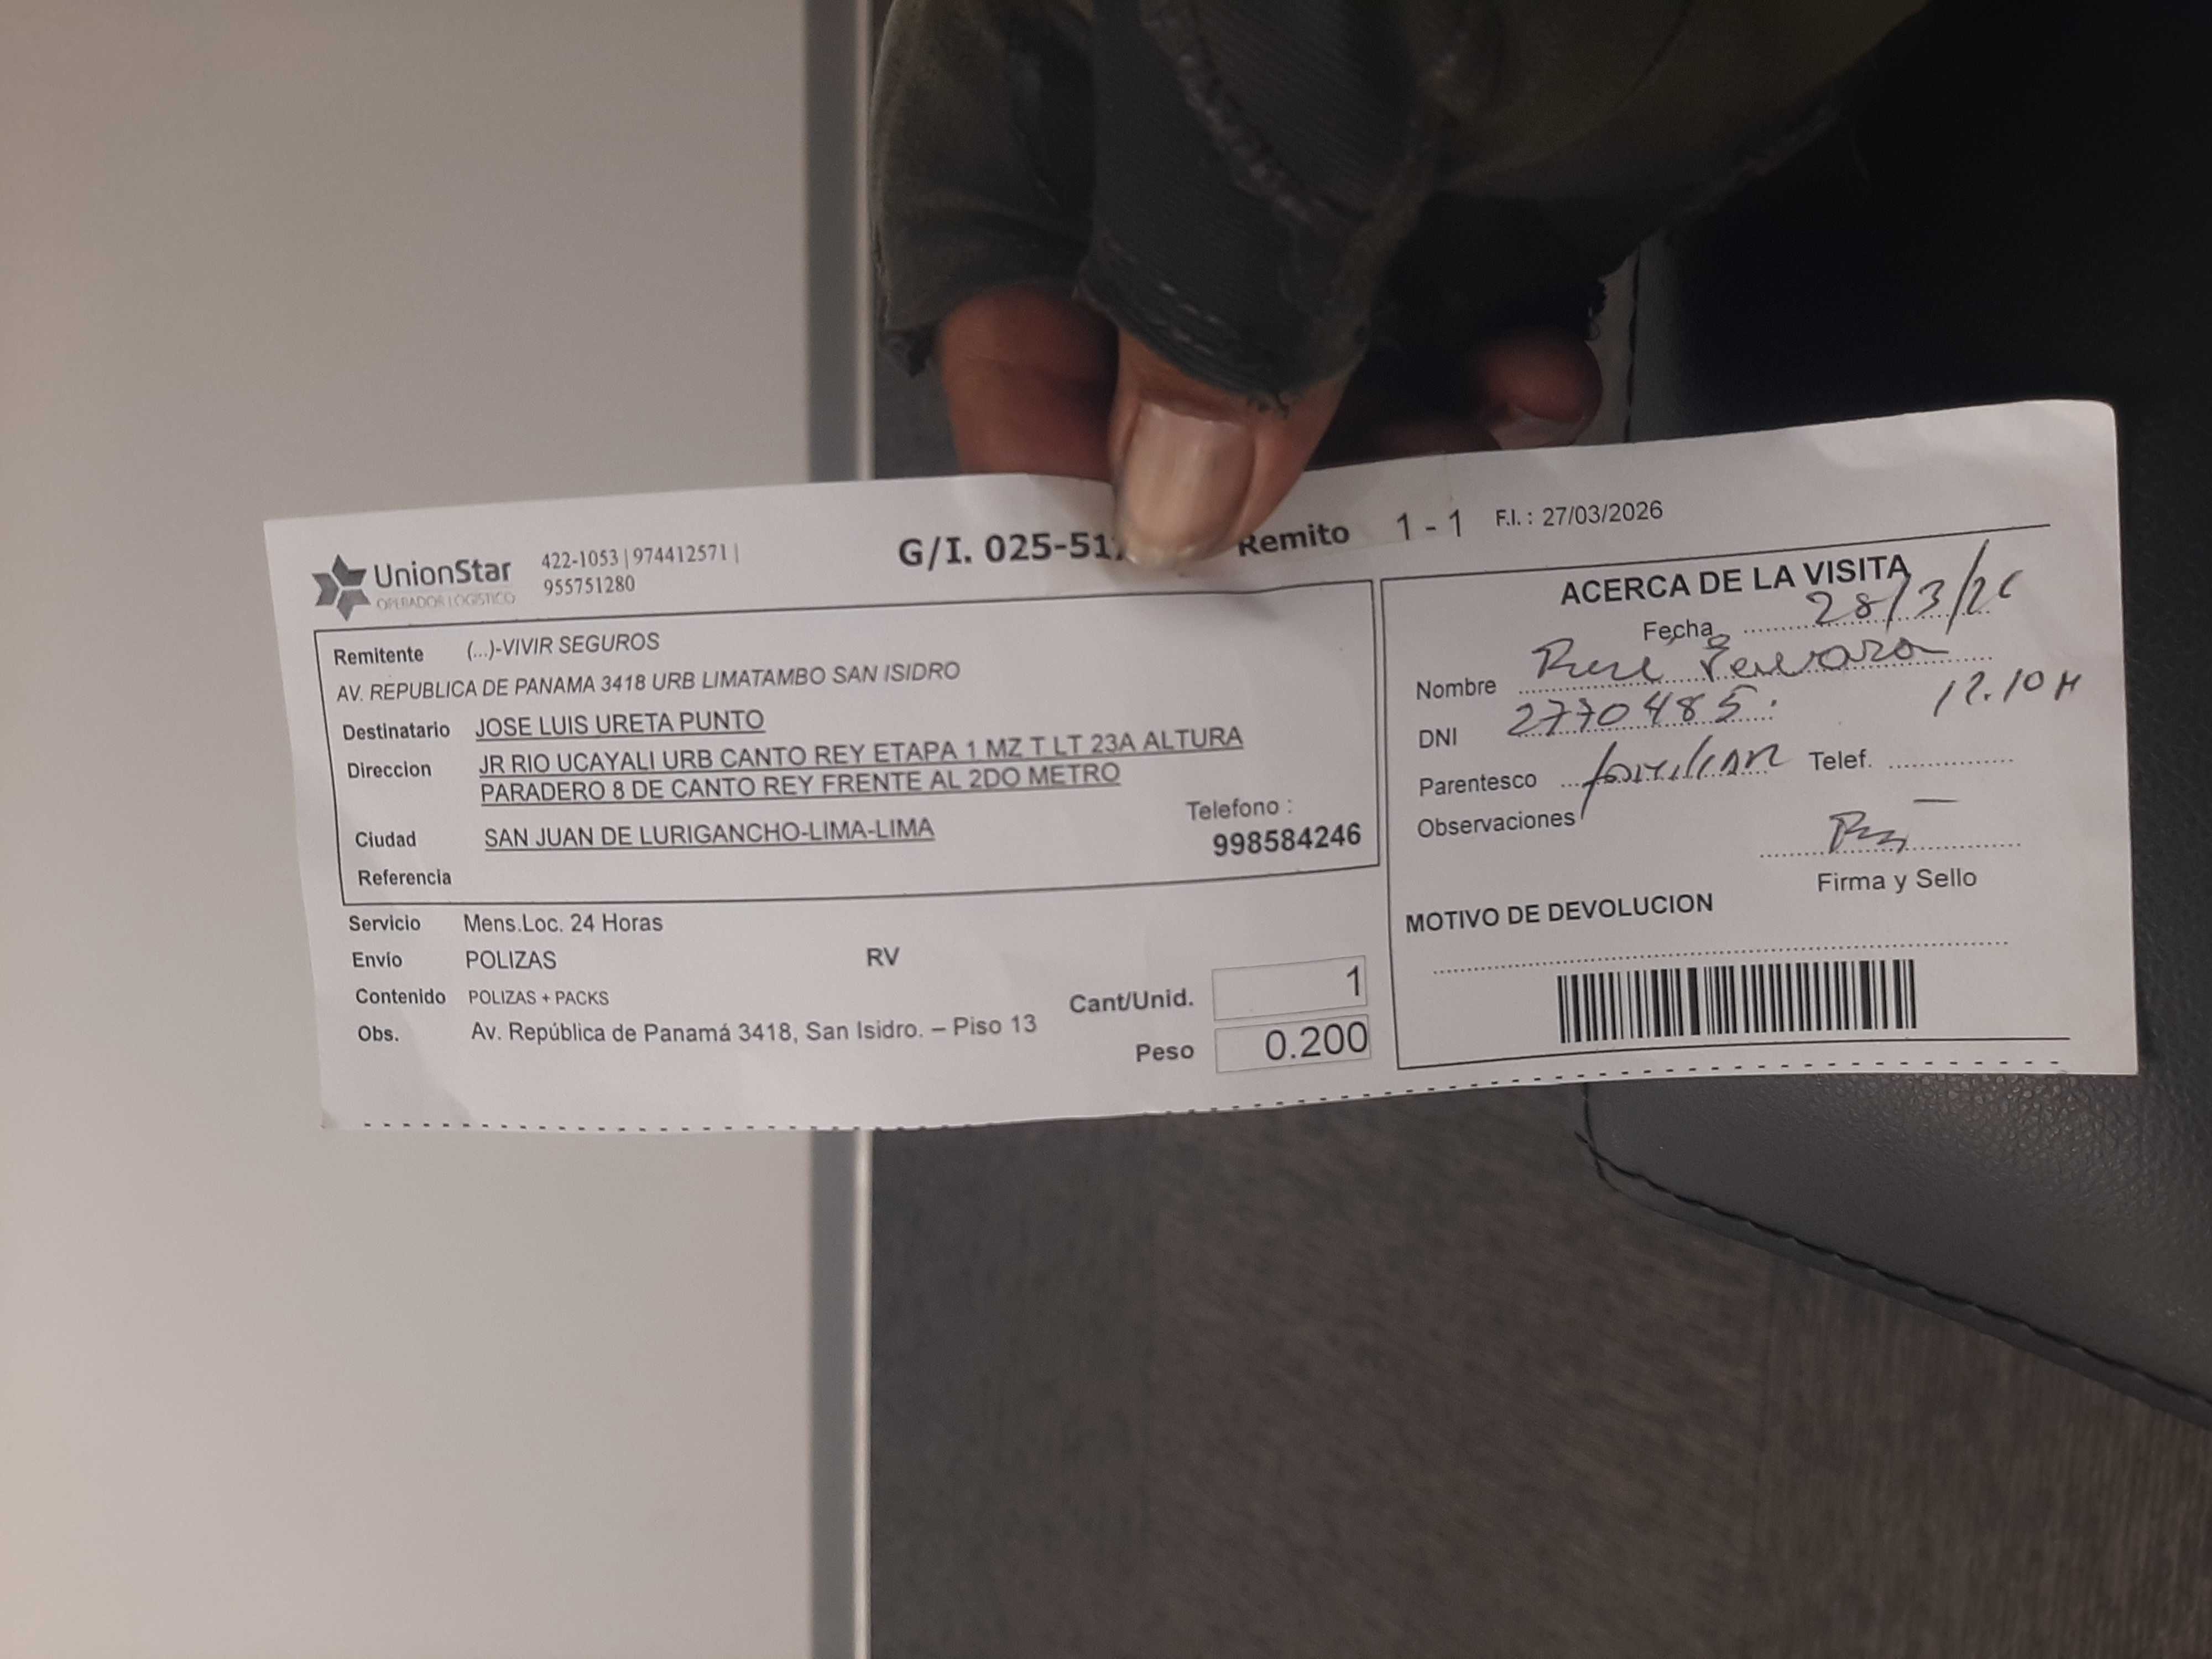 UnionStar
OPERADOR LOGISTICO
422-1053 | 974412571 |
955751280
G/I. 025-51
Remito 1 - 1 F.I. : 27/03/2026
Remitente (...)-VIVIR SEGUROS
AV. REPUBLICA DE PANAMA 3418 URB LIMATAMBO SAN ISIDRO
Destinatario JOSE LUIS URETA PUNTO
Direccion JR RIO UCAYALI URB CANTO REY ETAPA 1 MZ T LT 23A ALTURA
PARADERO 8 DE CANTO REY FRENTE AL 2DO METRO
Ciudad SAN JUAN DE LURIGANCHO-LIMA-LIMA
Telefono :
998584246
Referencia
Servicio Mens.Loc. 24 Horas
Envío POLIZAS RV
Contenido POLIZAS + PACKS
Obs. Av. República de Panamá 3418, San Isidro. – Piso 13
Cant/Unid. 1
Peso 0.200
ACERCA DE LA VISITA
Fecha 28/3/26
Nombre
DNI 2770485. 12.10 H
Parentesco familiar Telef.
Observaciones
Firma y Sello
MOTIVO DE DEVOLUCION